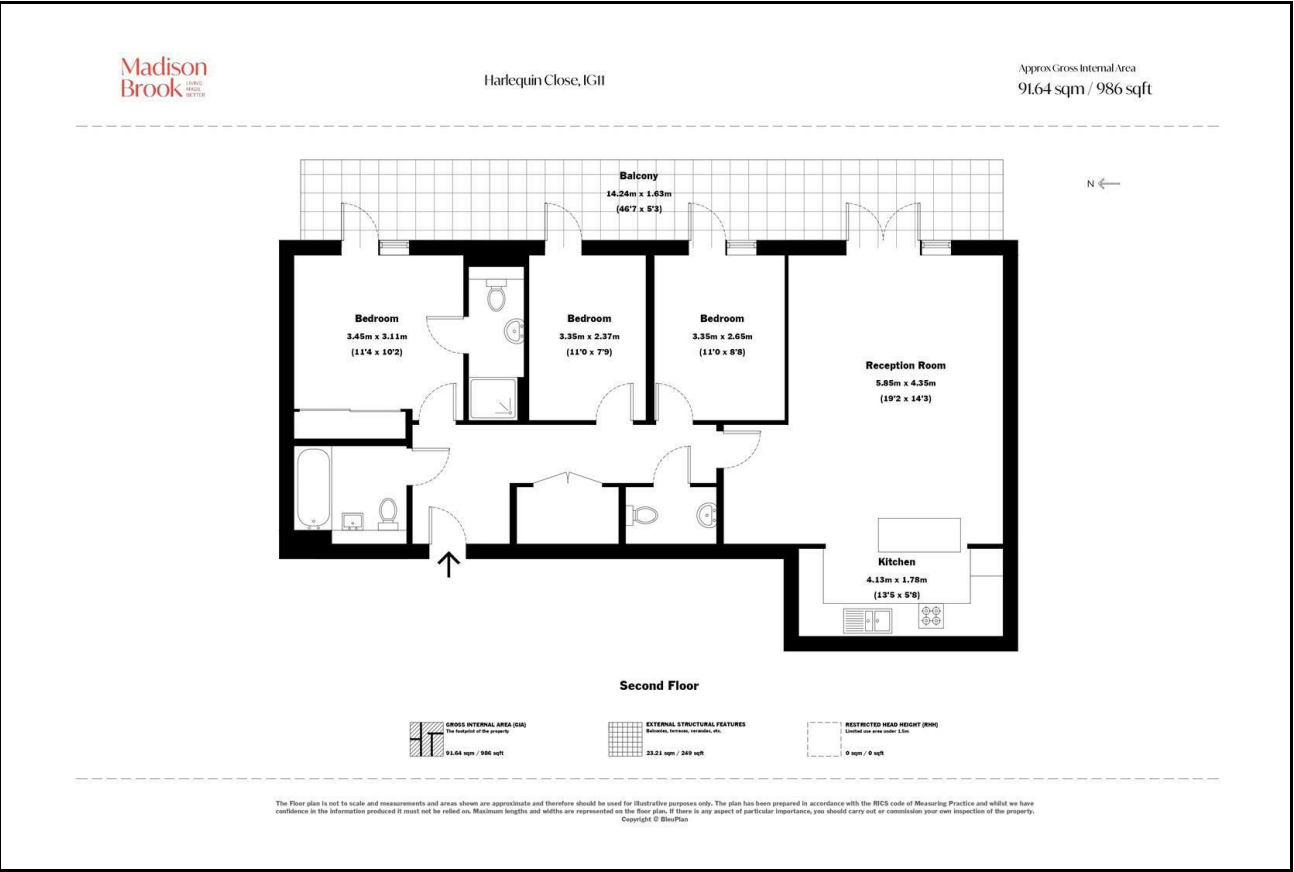 Madison
Brook LIVING
MADE
BETTER
Harlequin Close, IG11
Approx Gross Internal Area
91.64 sqm / 986 sqft
N
Balcony
14.24m x 1.63m
(46'7 x 5'3)
Bedroom
3.45m x 3.11m
(11'4 x 10'2)
Bedroom
3.35m x 2.37m
(11'0 x 7'9)
Bedroom
3.35m x 2.65m
(11'0 x 8'8)
Reception Room
5.85m x 4.35m
(19'2 x 14'3)
Kitchen
4.13m x 1.78m
(13'5 x 5'8)
Second Floor
GROSS INTERNAL AREA (GIA)
The footprint of the property
91.64 sqm / 986 sqft
EXTERNAL STRUCTURAL FEATURES
Balconies, terraces, verandas, etc.
23.21 sqm / 249 sqft
RESTRICTED HEAD HEIGHT (RHH)
Limited use area under 1.5m
0 sqm / 0 sqft
The Floor plan is not to scale and measurements and areas shown are approximate and therefore should be used for illustrative purposes only. The plan has been prepared in accordance with the RICS code of Measuring Practice and whilst we have
confidence in the information produced it must not be relied on. Maximum lengths and widths are represented on the floor plan. If there is any aspect of particular importance, you should carry out or commission your own inspection of the property.
Copyright @ BleuPlan